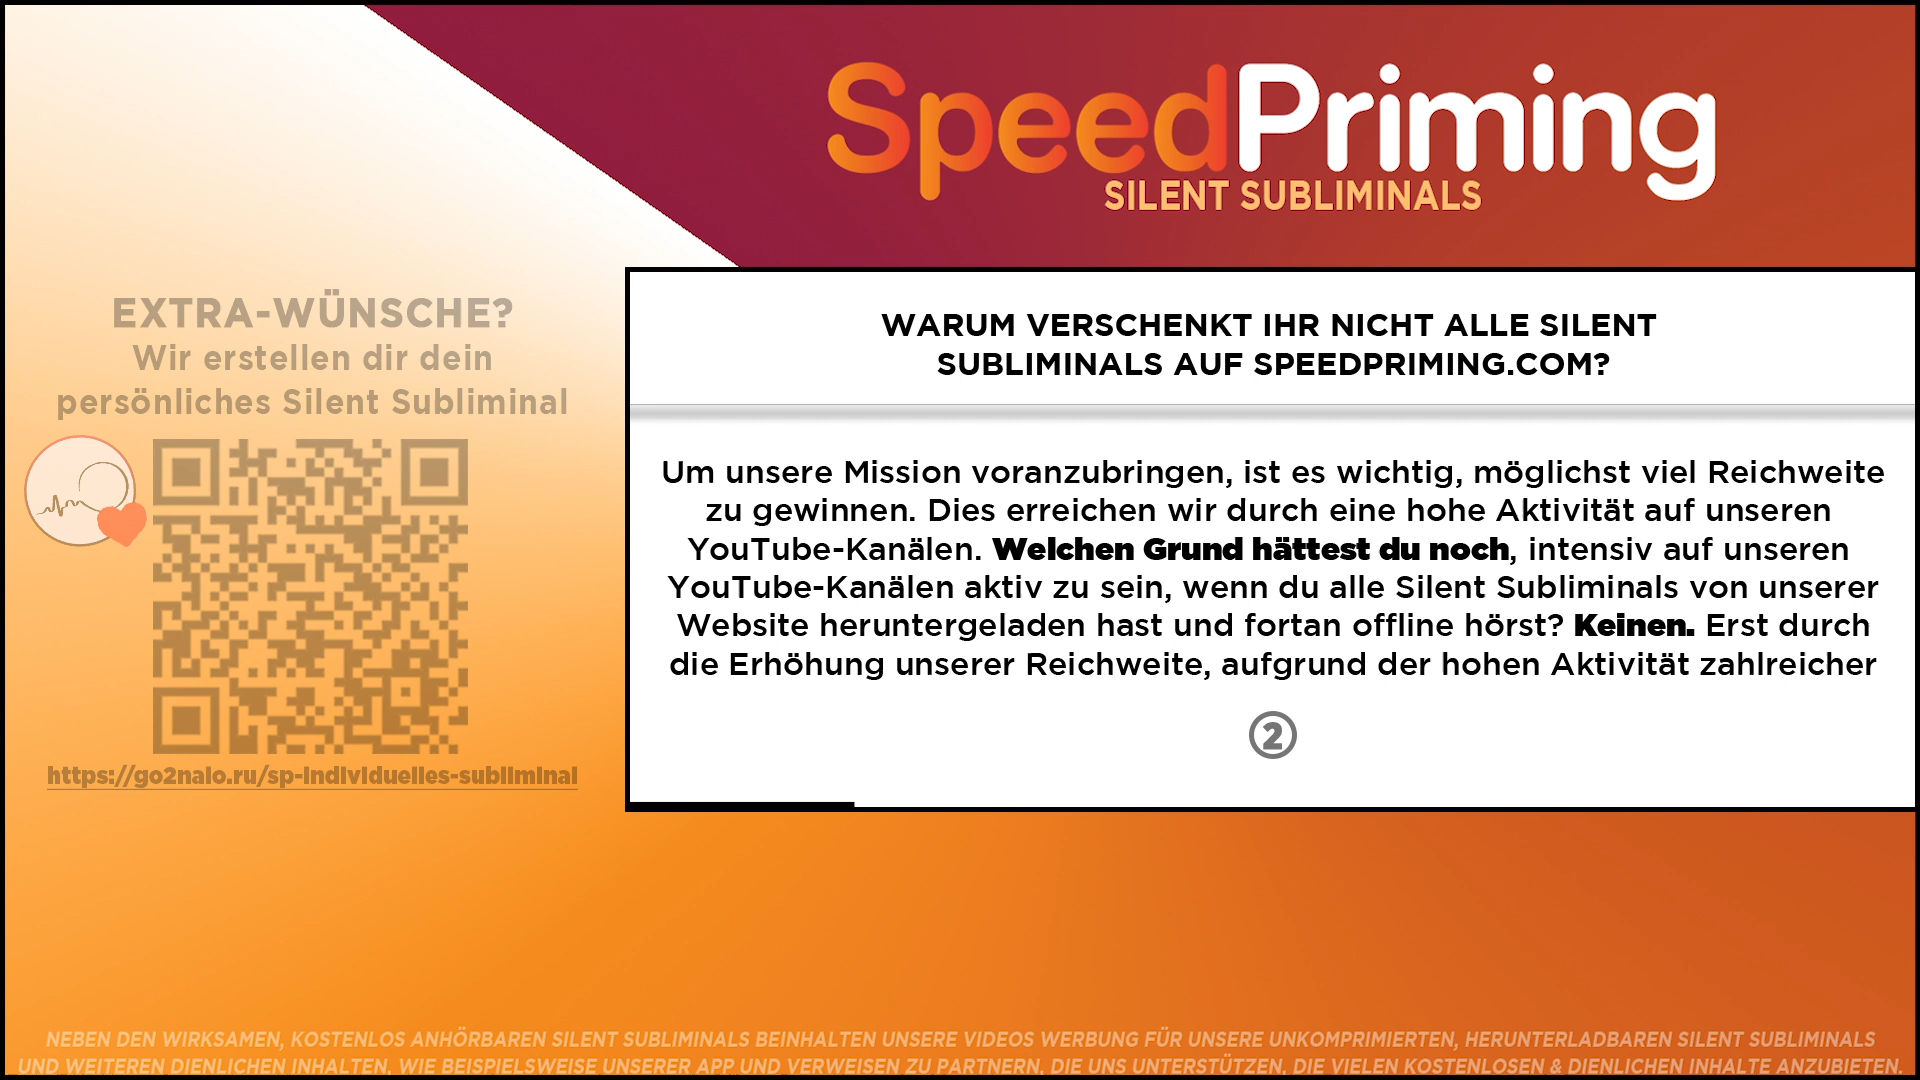 SpeedPriming
SILENT SUBLIMINALS
EXTRA-WÜNSCHE?
Wir erstellen dir dein
persönliches Silent Subliminal
https://go2nalo.ru/sp-individuelles-subliminal
WARUM VERSCHENKT IHR NICHT ALLE SILENT
SUBLIMINALS AUF SPEEDPRIMING.COM?
Um unsere Mission voranzubringen, ist es wichtig, möglichst viel Reichweite
zu gewinnen. Dies erreichen wir durch eine hohe Aktivität auf unseren
YouTube-Kanälen. Welchen Grund hättest du noch, intensiv auf unseren
YouTube-Kanälen aktiv zu sein, wenn du alle Silent Subliminals von unserer
Website heruntergeladen hast und fortan offline hörst? Keinen. Erst durch
die Erhöhung unserer Reichweite, aufgrund der hohen Aktivität zahlreicher
2
NEBEN DEN WIRKSAMEN, KOSTENLOS ANHÖRBAREN SILENT SUBLIMINALS BEINHALTEN UNSERE VIDEOS WERBUNG FÜR UNSERE UNKOMPRIMIERTEN, HERUNTERLADBAREN SILENT SUBLIMINALS
UND WEITEREN DIENLICHEN INHALTEN, WIE BEISPIELSWEISE UNSERER APP UND VERWEISEN ZU PARTNERN, DIE UNS UNTERSTÜTZEN, DIE VIELEN KOSTENLOSEN & DIENLICHEN INHALTE ANZUBIETEN.